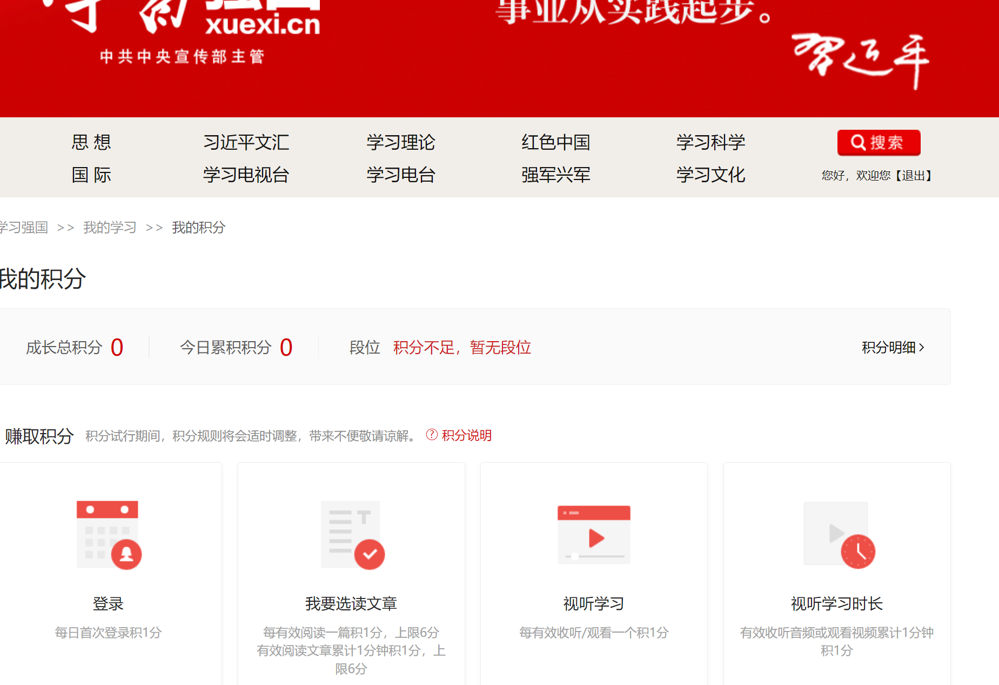 学习强国
xuexi.cn
中共中央宣传部主管
事业从实践起步。
习近平
思 想
习近平文汇
学习理论
红色中国
学习科学
搜索
国 际
学习电视台
学习电台
强军兴军
学习文化
您好，欢迎您【退出】
学习强国 >> 我的学习 >> 我的积分
我的积分
成长总积分 0
今日累积积分 0
段位 积分不足，暂无段位
积分明细>
赚取积分 积分试行期间，积分规则将会适时调整，带来不便敬请谅解。 ? 积分说明
登录
每日首次登录积1分
我要选读文章
每有效阅读一篇积1分，上限6分
有效阅读文章累计1分钟积1分，上
限6分
视听学习
每有效收听/观看一个积1分
视听学习时长
有效收听音频或观看视频累计1分钟
积1分